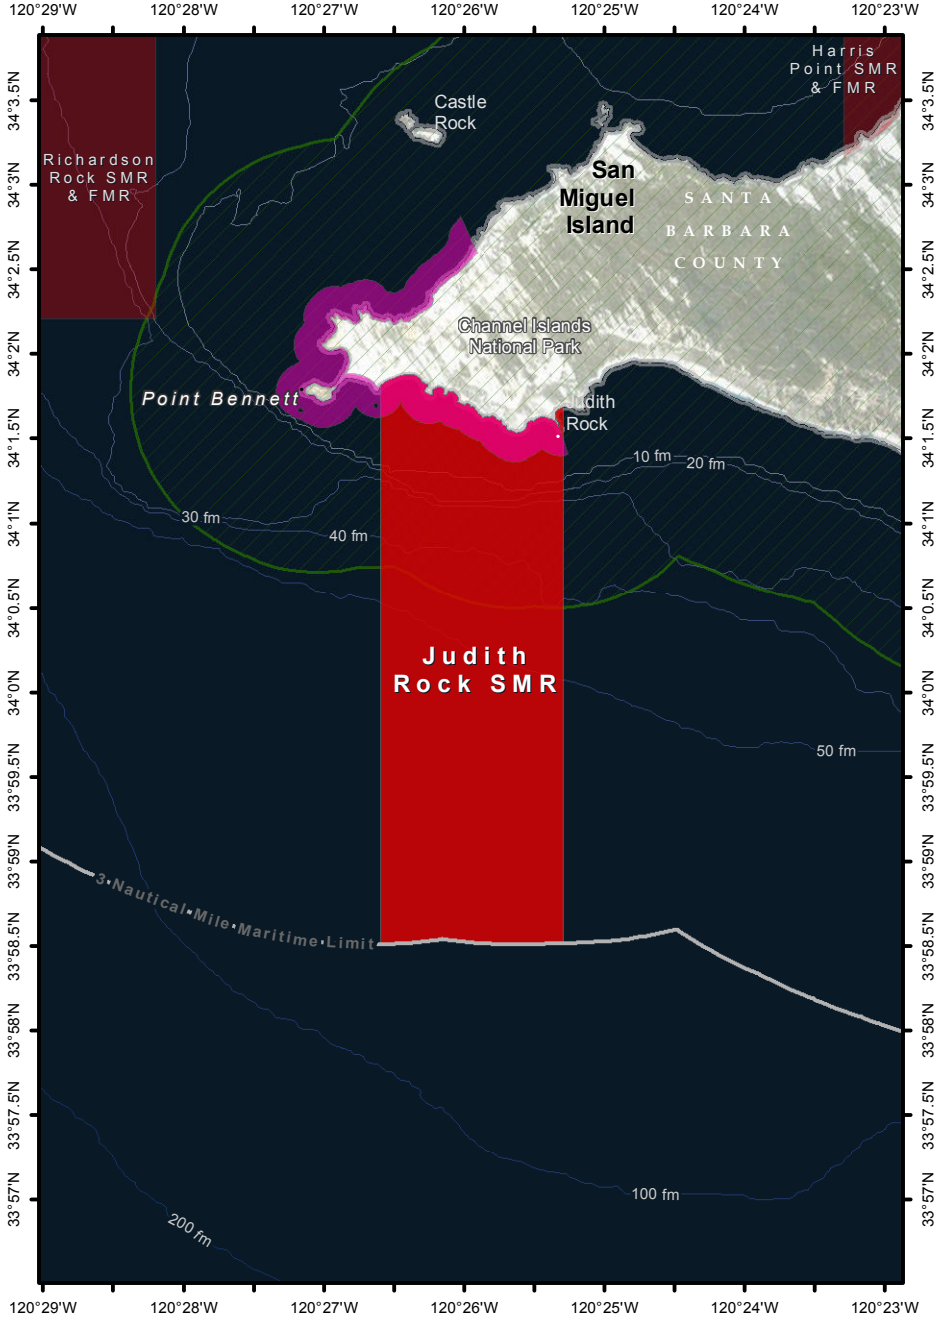 120°29'W 120°28'W 120°27'W 120°26'W 120°25'W 120°24'W 120°23'W
34°3.5'N
34°3'N
34°2.5'N
34°2'N
34°1.5'N
34°1'N
34°0.5'N
34°0'N
33°59.5'N
33°59'N
33°58.5'N
33°58'N
33°57.5'N
33°57'N
Harris
Point SMR
& FMR
Castle
Rock
Richardson
Rock SMR
& FMR
San
Miguel
Island
SANTA
BARBARA
COUNTY
Channel Islands
National Park
Point Bennett
Judith
Rock
10 fm
20 fm
30 fm
40 fm
Judith
Rock SMR
50 fm
3 Nautical Mile Maritime Limit
100 fm
200 fm
34°3.5'N
34°3'N
34°2.5'N
34°2'N
34°1.5'N
34°1'N
34°0.5'N
34°0'N
33°59.5'N
33°59'N
33°58.5'N
33°58'N
33°57.5'N
33°57'N
120°29'W 120°28'W 120°27'W 120°26'W 120°25'W 120°24'W 120°23'W